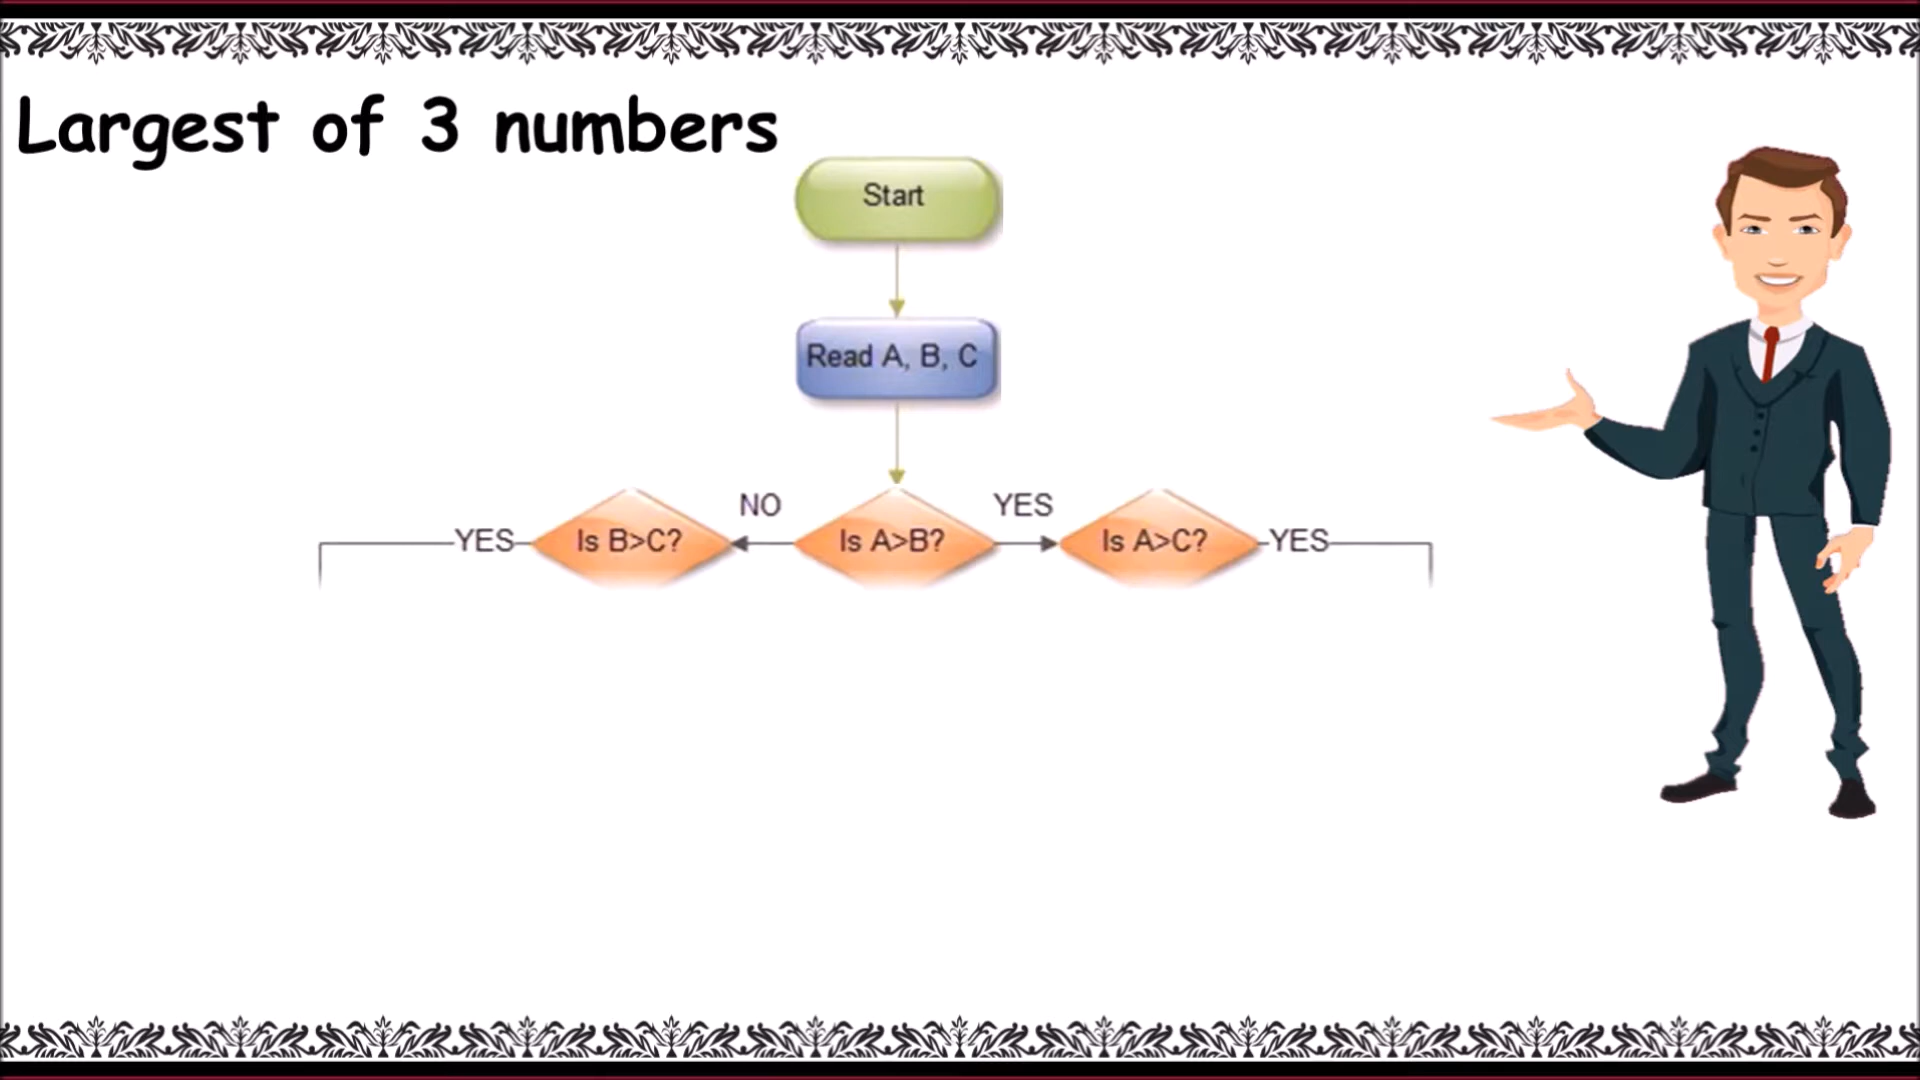 Largest of 3 numbers
Start
Read A, B, C
NO
YES
YES
Is B>C?
Is A>B?
Is A>C?
YES